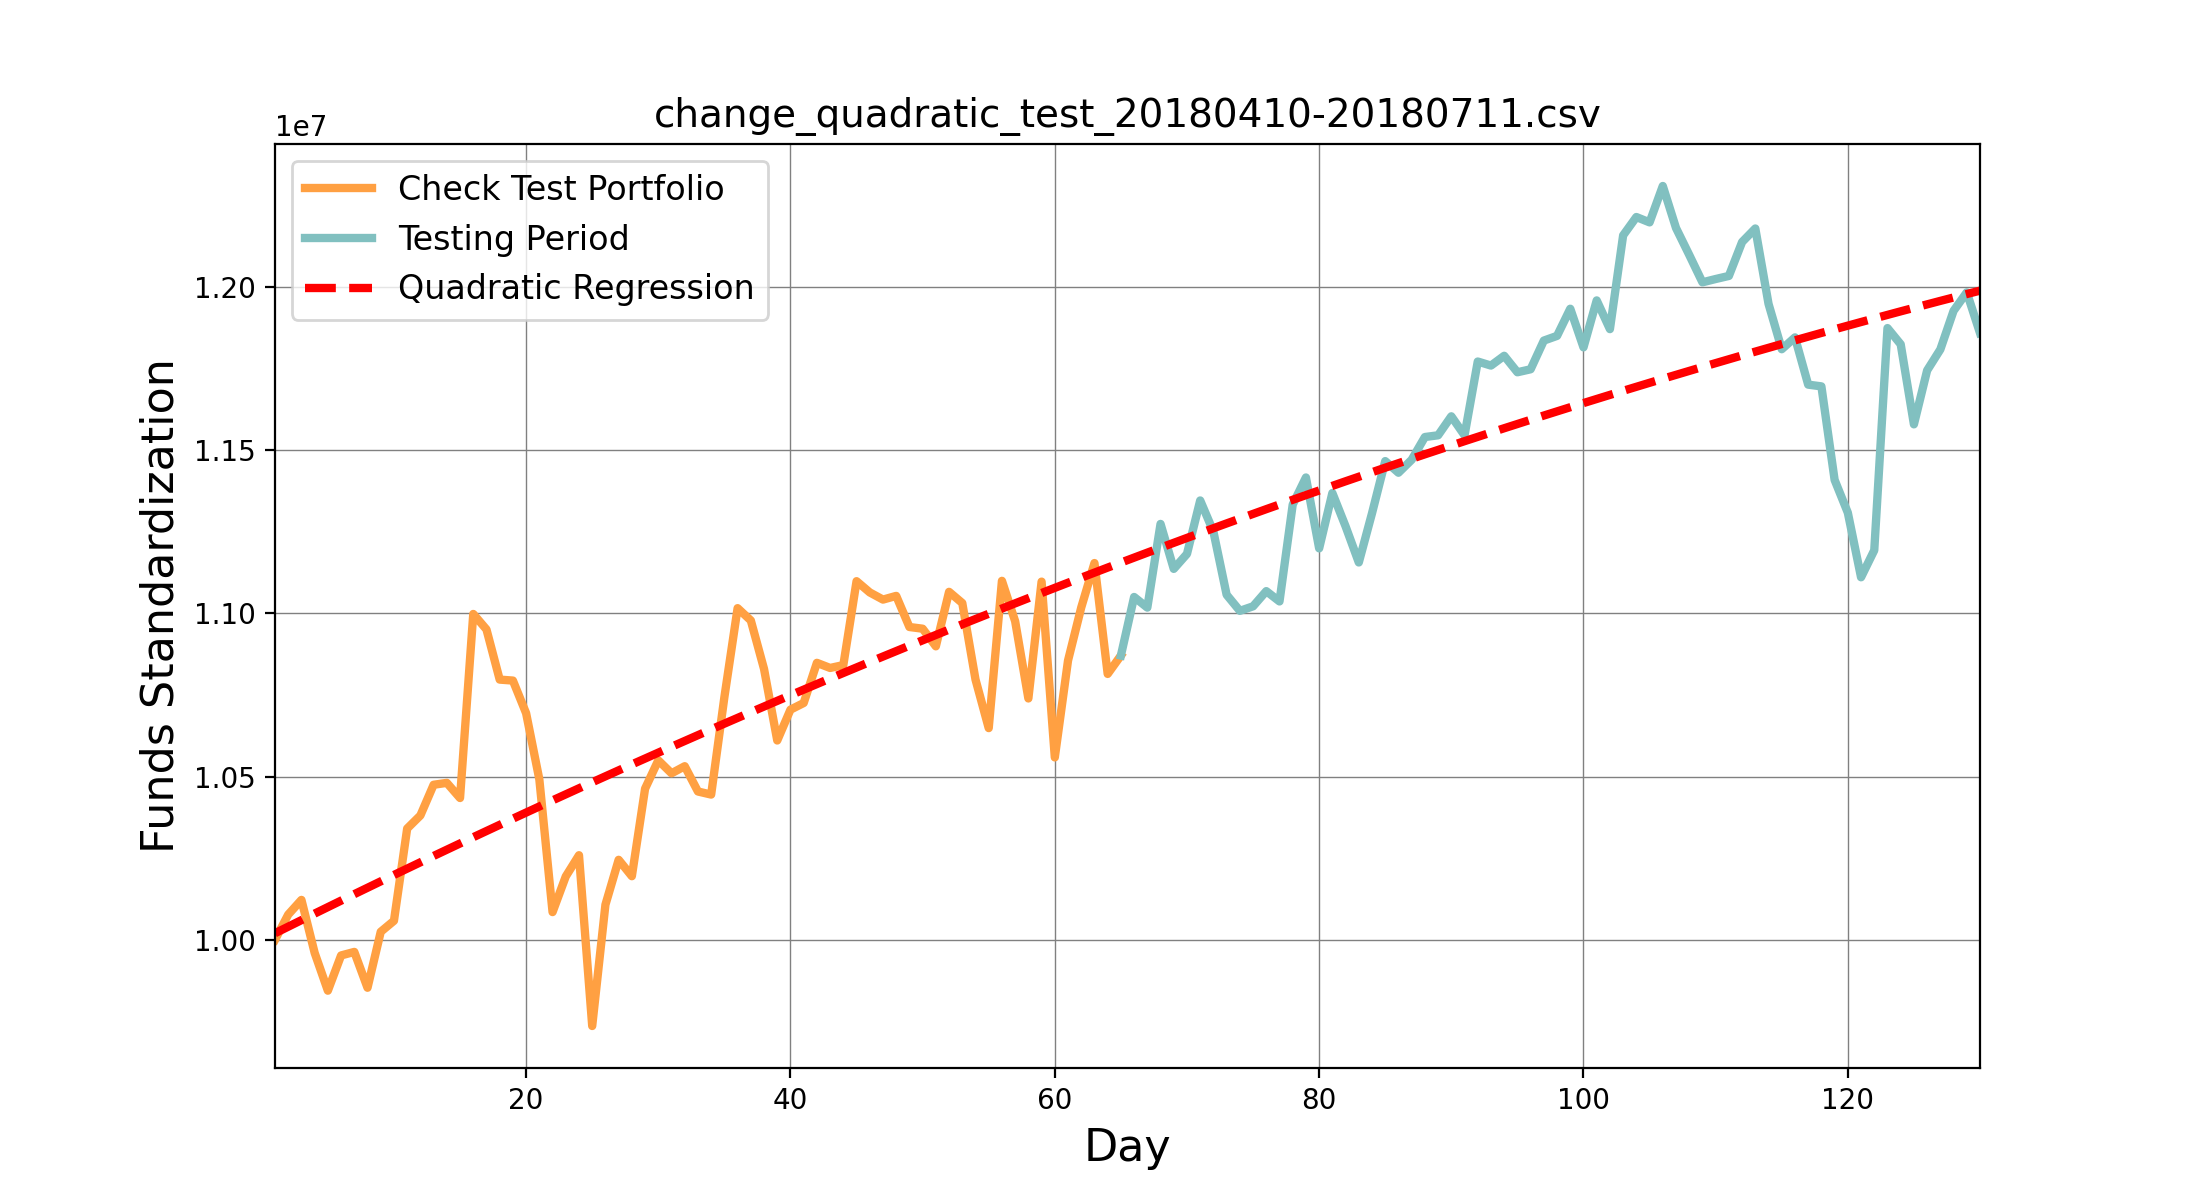 change_quadratic_test_20180410-20180711.csv
1e7
Check Test Portfolio
Testing Period
Quadratic Regression
1.20
1.15
1.10
1.05
1.00
Funds Standardization
20 40 60 80 100 120
Day